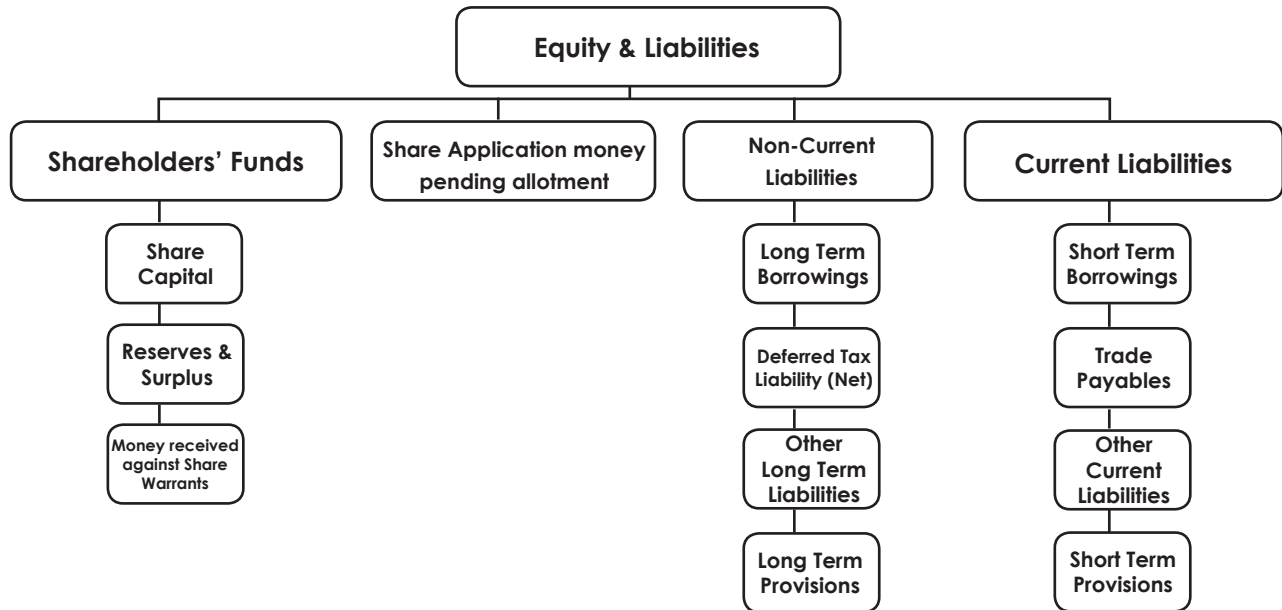 Equity & Liabilities
Shareholders’ Funds
Share Application money
pending allotment
Non-Current
Liabilities
Current Liabilities
Share
Capital
Reserves &
Surplus
Money received
against Share
Warrants
Long Term
Borrowings
Deferred Tax
Liability (Net)
Other
Long Term
Liabilities
Long Term
Provisions
Short Term
Borrowings
Trade
Payables
Other
Current
Liabilities
Short Term
Provisions